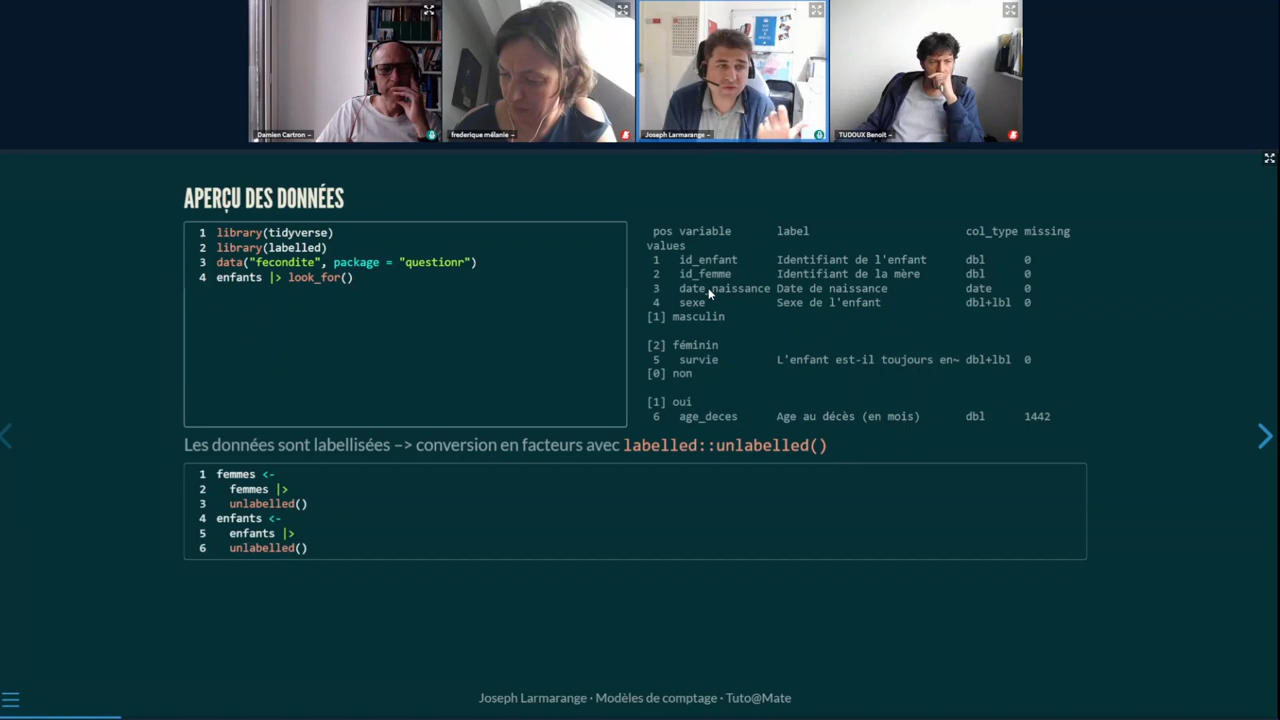 Damien Cartron
frederique mélanie
Joseph Larmarange
TUDOUX Benoit
APERÇU DES DONNÉES
1 library(tidyverse)
2 library(labelled)
3 data("fecondite", package = "questionr")
4 enfants |> look_for()
pos variable label col_type missing
values
1 id_enfant Identifiant de l'enfant dbl 0
2 id_femme Identifiant de la mère dbl 0
3 date_naissance Date de naissance date 0
4 sexe Sexe de l'enfant dbl+lbl 0
[1] masculin
[2] féminin
5 survie L'enfant est-il toujours en~ dbl+lbl 0
[0] non
[1] oui
6 age_deces Age au décès (en mois) dbl 1442
Les données sont labellisées –> conversion en facteurs avec labelled::unlabelled()
1 femmes <-
2 femmes |>
3 unlabelled()
4 enfants <-
5 enfants |>
6 unlabelled()
Joseph Larmarange · Modèles de comptage · Tuto@Mate